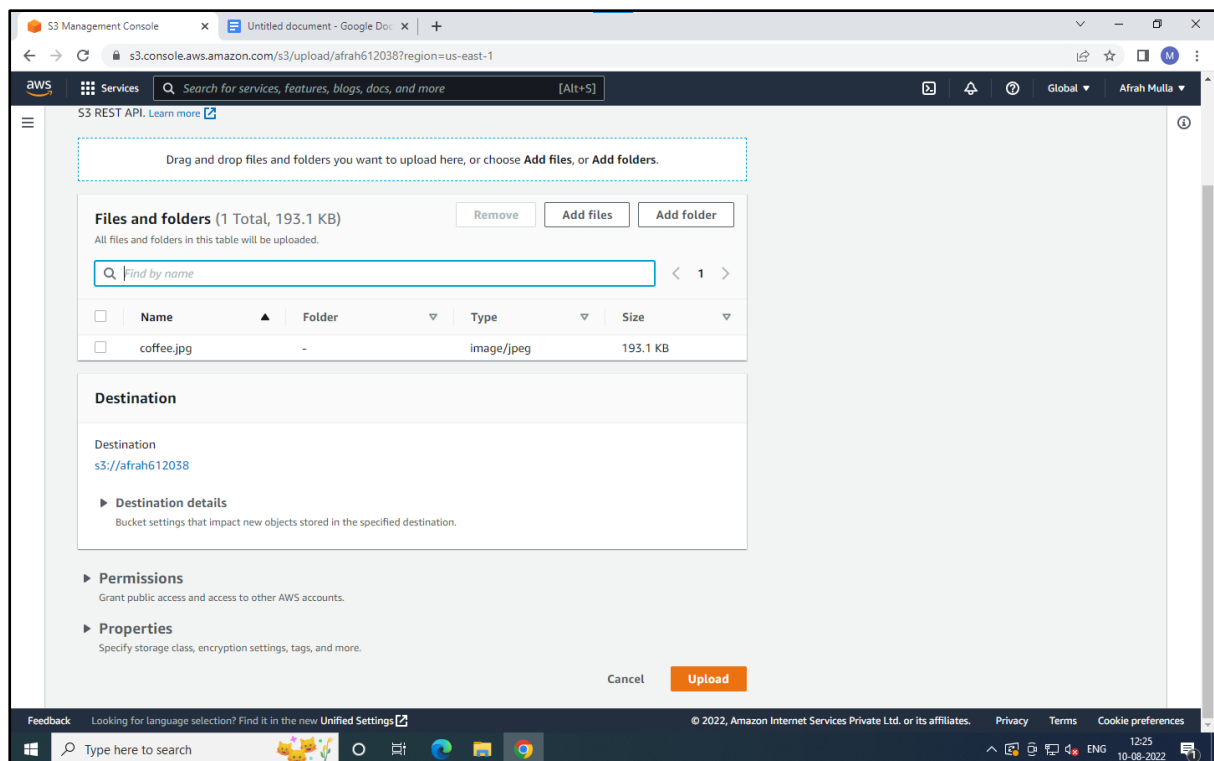 S3 Management Console
Untitled document - Google Doc
s3.console.aws.amazon.com/s3/upload/afrah612038?region=us-east-1
M
aws
Services
Search for services, features, blogs, docs, and more
[Alt+S]
Global
Afrah Mulla
S3 REST API. Learn more
Drag and drop files and folders you want to upload here, or choose Add files, or Add folders.
Files and folders (1 Total, 193.1 KB)
Remove
Add files
Add folder
All files and folders in this table will be uploaded.
Find by name
1
Name
Folder
Type
Size
coffee.jpg
-
image/jpeg
193.1 KB
Destination
Destination
s3://afrah612038
Destination details
Bucket settings that impact new objects stored in the specified destination.
Permissions
Grant public access and access to other AWS accounts.
Properties
Specify storage class, encryption settings, tags, and more.
Cancel
Upload
Feedback
Looking for language selection? Find it in the new Unified Settings
© 2022, Amazon Internet Services Private Ltd. or its affiliates.
Privacy
Terms
Cookie preferences
Type here to search
ENG
12:25
10-08-2022
1